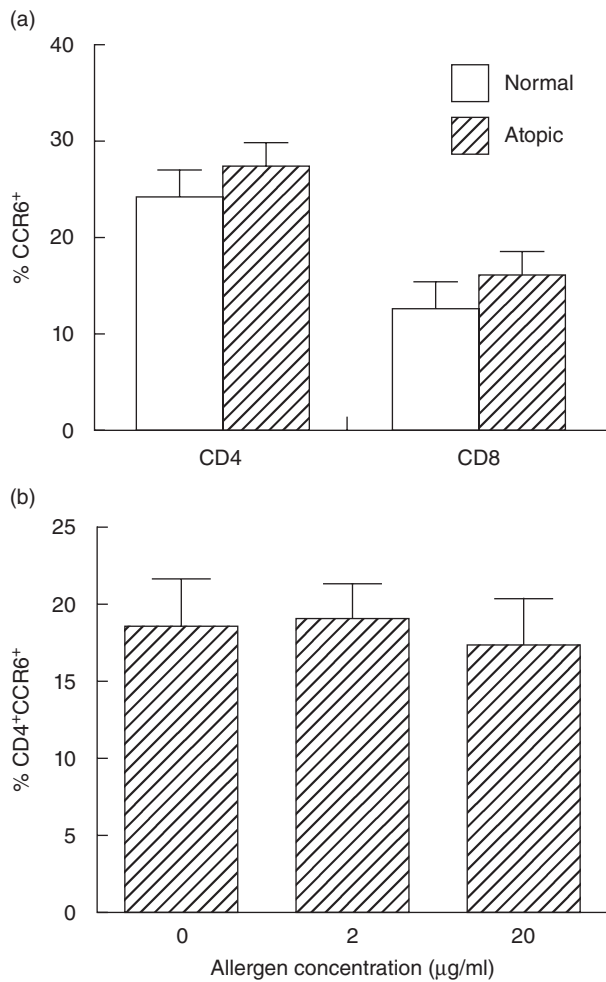 (a)
40
30
20
10
0
% CCR6⁺
Normal
Atopic
CD4
CD8
(b)
25
20
15
10
5
0
% CD4⁺CCR6⁺
0
2
20
Allergen concentration (μg/ml)